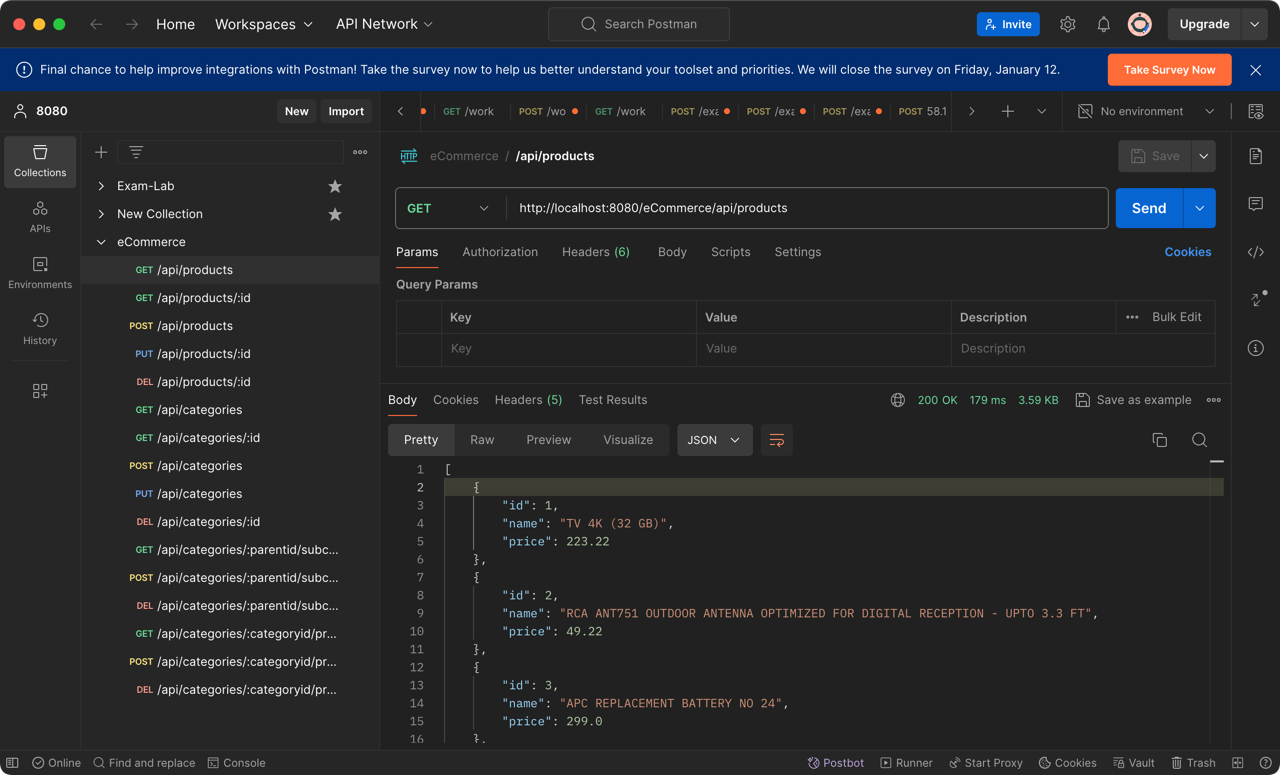 Home Workspaces API Network Search Postman Invite Upgrade
Final chance to help improve integrations with Postman! Take the survey now to help us better understand your toolset and priorities. We will close the survey on Friday, January 12. Take Survey Now
8080 New Import
GET /work POST /wo GET /work POST /exa POST /exa POST /exa POST 58.1 No environment
Collections
APIs
Environments
History
Exam-Lab
New Collection
eCommerce
GET /api/products
GET /api/products/:id
POST /api/products
PUT /api/products/:id
DEL /api/products/:id
GET /api/categories
GET /api/categories/:id
POST /api/categories
PUT /api/categories
DEL /api/categories/:id
GET /api/categories/:parentid/subc...
POST /api/categories/:parentid/subc...
DEL /api/categories/:parentid/subc...
GET /api/categories/:categoryid/pr...
POST /api/categories/:categoryid/pr...
DEL /api/categories/:categoryid/pr...
HTTP eCommerce / /api/products Save
GET http://localhost:8080/eCommerce/api/products Send
Params Authorization Headers (6) Body Scripts Settings Cookies
Query Params
Key Value Description Bulk Edit
Key Value Description
Body Cookies Headers (5) Test Results 200 OK 179 ms 3.59 KB Save as example
Pretty Raw Preview Visualize JSON
1 [
2 {
3 "id": 1,
4 "name": "TV 4K (32 GB)",
5 "price": 223.22
6 },
7 {
8 "id": 2,
9 "name": "RCA ANT751 OUTDOOR ANTENNA OPTIMIZED FOR DIGITAL RECEPTION - UPTO 3.3 FT",
10 "price": 49.22
11 },
12 {
13 "id": 3,
14 "name": "APC REPLACEMENT BATTERY NO 24",
15 "price": 299.0
16 },
Online Find and replace Console Postbot Runner Start Proxy Cookies Vault Trash